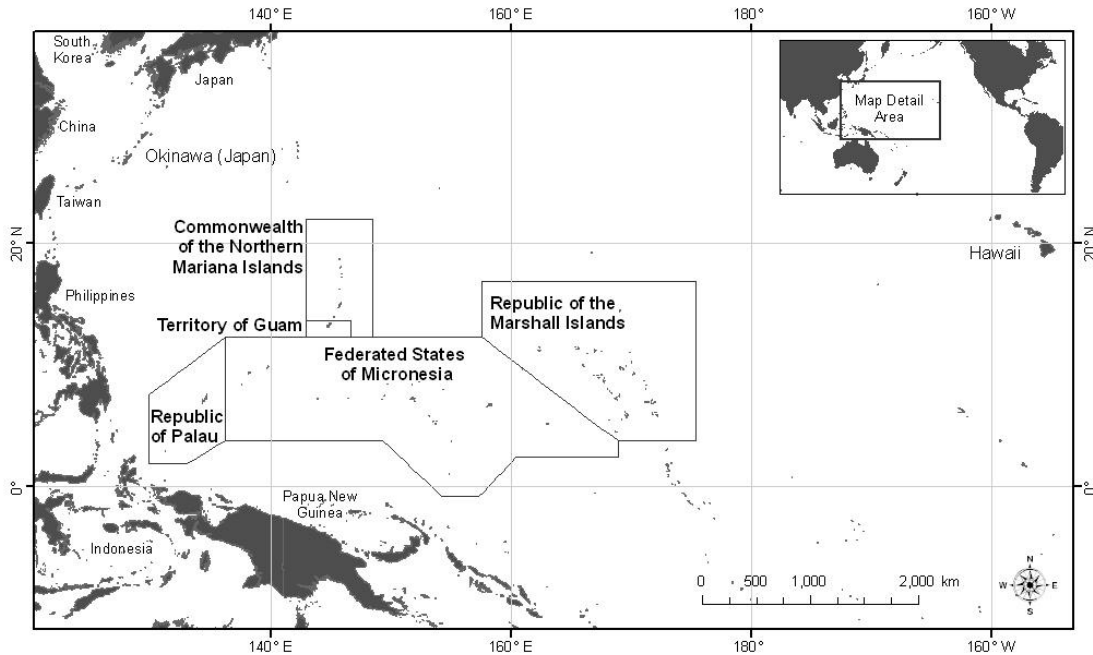 140° E
160° E
180°
160° W
South
Korea
Japan
China
Okinawa (Japan)
Taiwan
Map Detail
Area
20° N
20° N
Commonwealth
of the Northern
Mariana Islands
Hawaii
Philippines
Territory of Guam
Republic of the
Marshall Islands
Federated States
of Micronesia
Republic
of Palau
0°
0°
Papua New
Guinea
Indonesia
0
500
1,000
2,000 km
N
W
E
S
140° E
160° E
180°
160° W